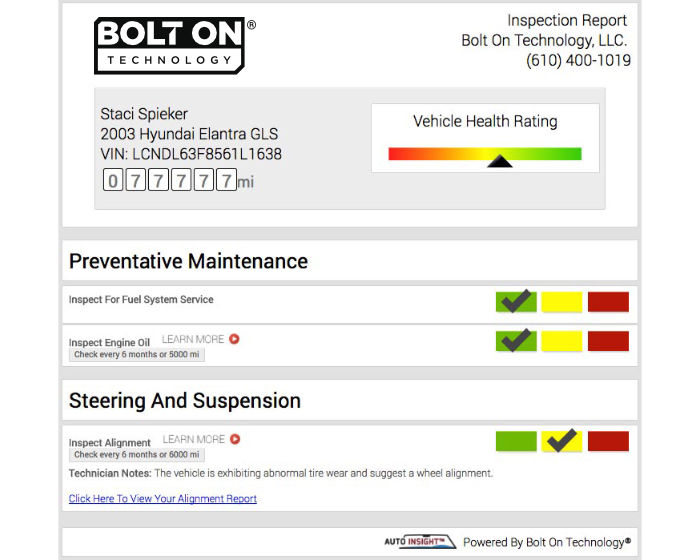 BOLT ON®
TECHNOLOGY
Inspection Report
Bolt On Technology, LLC.
(610) 400-1019
Staci Spieker
2003 Hyundai Elantra GLS
VIN: LCNDL63F8561L1638
077777mi
Vehicle Health Rating
Preventative Maintenance
Inspect For Fuel System Service
Inspect Engine Oil LEARN MORE
Check every 6 months or 5000 mi
Steering And Suspension
Inspect Alignment LEARN MORE
Check every 6 months or 6000 mi
Technician Notes: The vehicle is exhibiting abnormal tire wear and suggest a wheel alignment.
Click Here To View Your Alignment Report
AUTO INSIGHT™ Powered By Bolt On Technology®